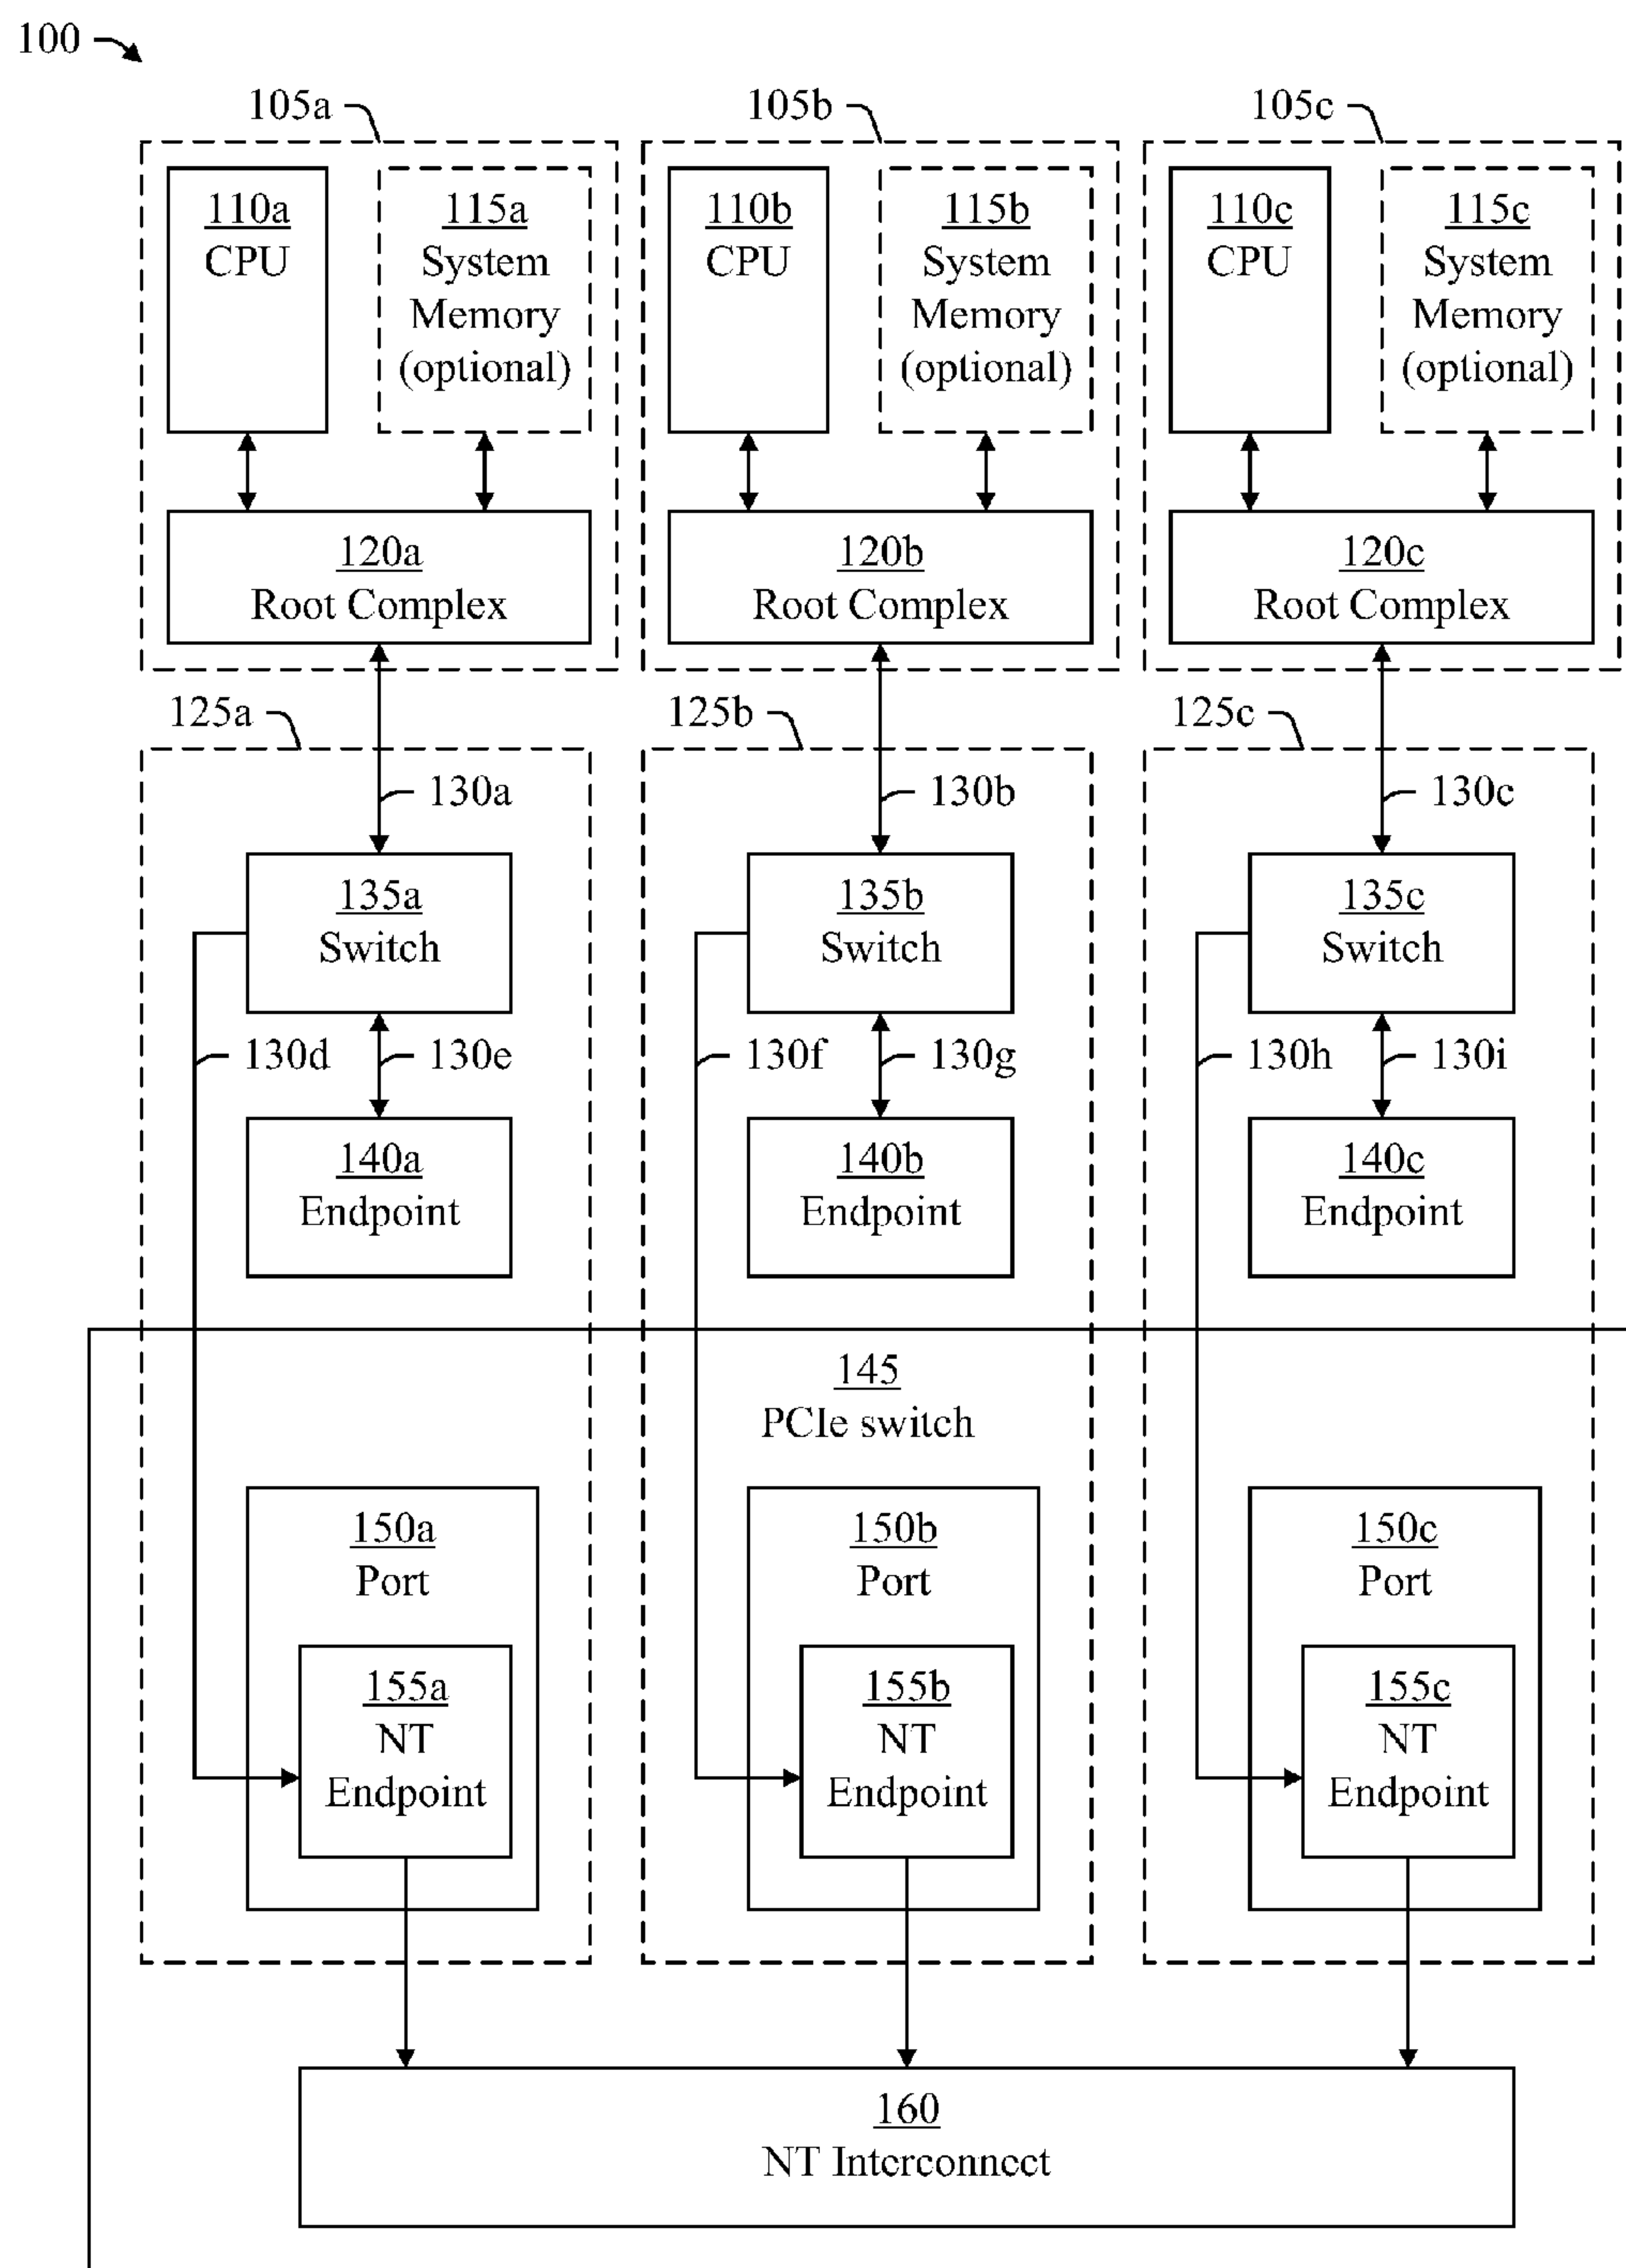 100
105a
105b
105c
110a
CPU
115a
System
Memory
(optional)
110b
CPU
115b
System
Memory
(optional)
110c
CPU
115c
System
Memory
(optional)
120a
Root Complex
120b
Root Complex
120c
Root Complex
125a
125b
125c
130a
130b
130c
135a
Switch
135b
Switch
135c
Switch
130d
130e
130f
130g
130h
130i
140a
Endpoint
140b
Endpoint
140c
Endpoint
145
PCIe switch
150a
Port
150b
Port
150c
Port
155a
NT
Endpoint
155b
NT
Endpoint
155c
NT
Endpoint
160
NT Interconnect